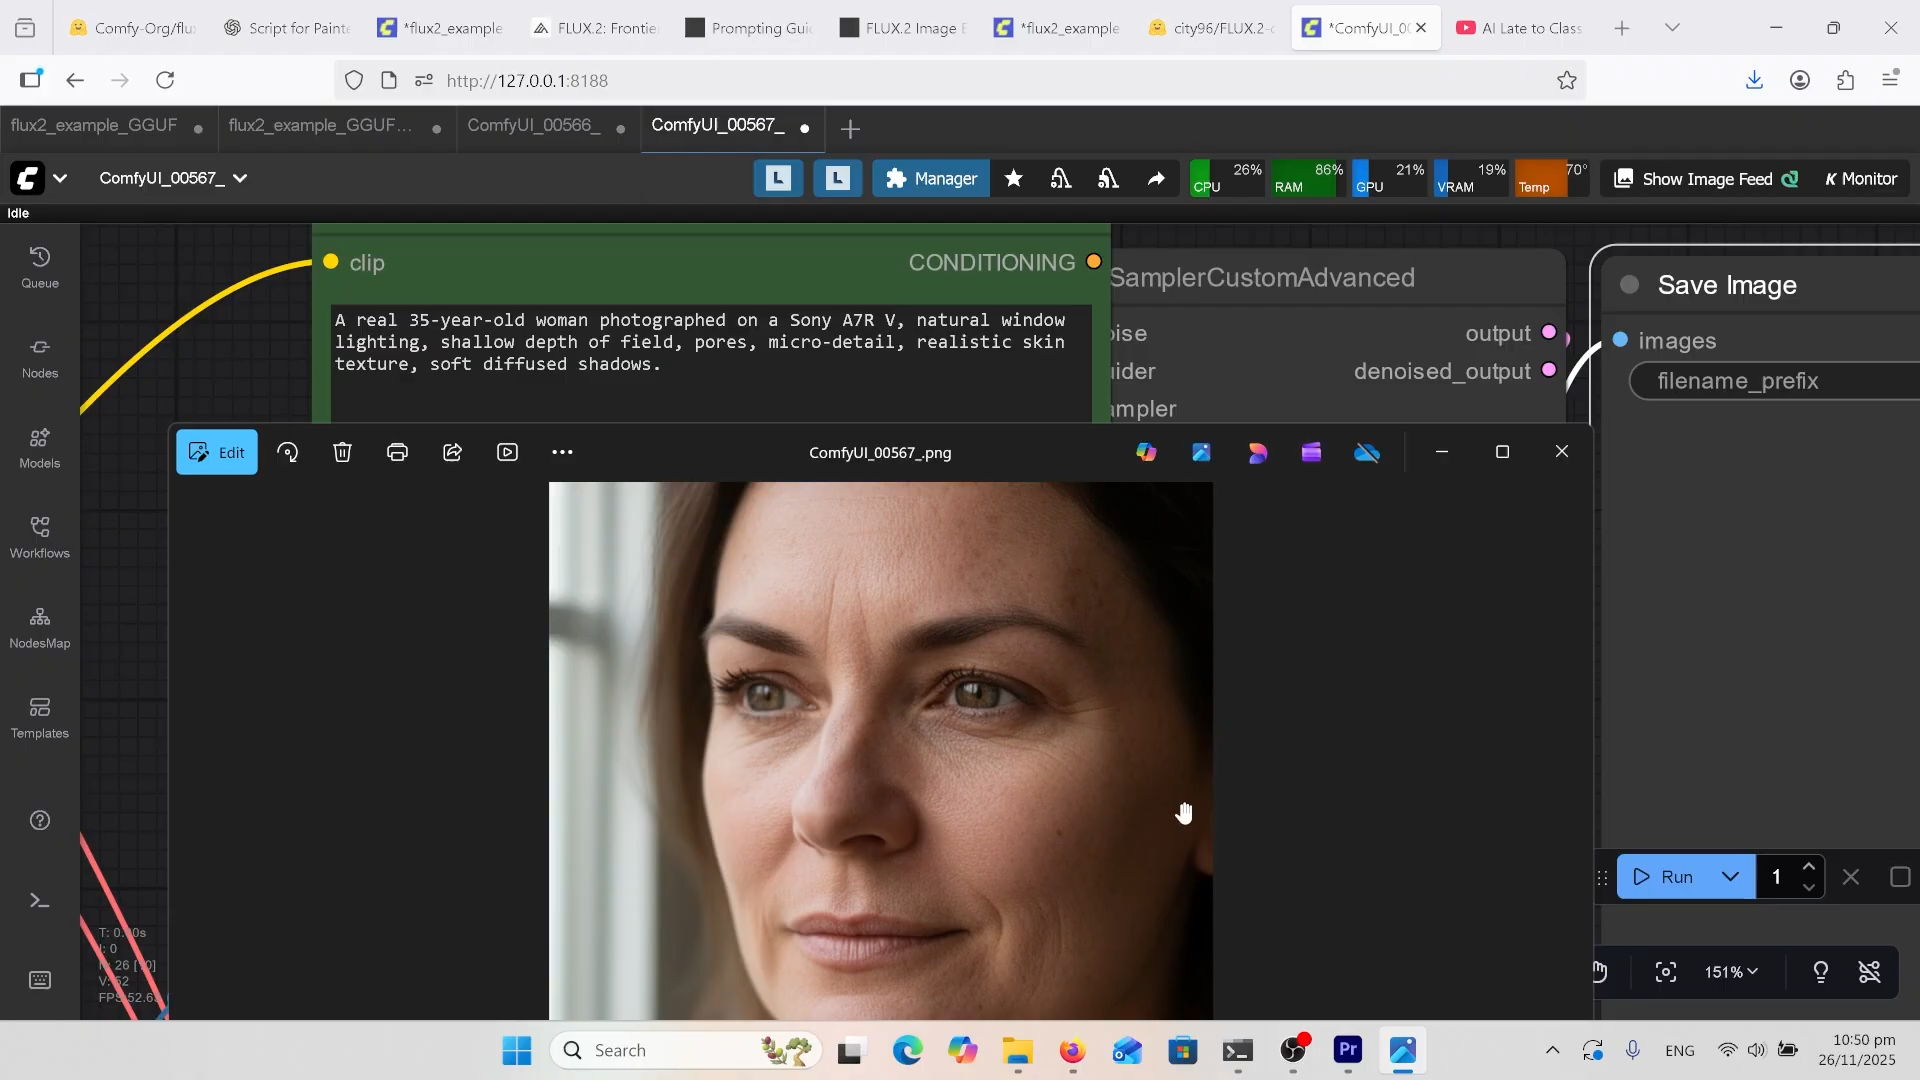 Comfy-Org/flux
Script for Painte
*flux2_example
FLUX.2: Frontie
Prompting Gui
FLUX.2 Image E
*flux2_example
city96/FLUX.2-
*ComfyUI_00
AI Late to Class
http://127.0.0.1:8188
flux2_example_GGUF
flux2_example_GGUF...
ComfyUI_00566_
ComfyUI_00567_
ComfyUI_00567_
L
L
Manager
CPU 26%
RAM 86%
GPU 21%
VRAM 19%
Temp 70°
Show Image Feed
K Monitor
Idle
Queue
Nodes
Models
Workflows
NodesMap
Templates
clip
CONDITIONING
A real 35-year-old woman photographed on a Sony A7R V, natural window
lighting, shallow depth of field, pores, micro-detail, realistic skin
texture, soft diffused shadows.
SamplerCustomAdvanced
output
denoised_output
Save Image
images
filename_prefix
Edit
ComfyUI_00567_.png
Run
1
151%
I: 0
Search
Pr
ENG
10:50 pm
26/11/2025